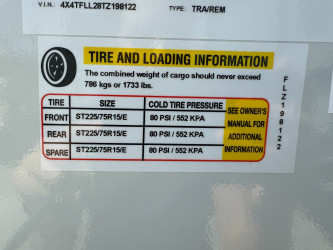 V.I.N.: 4X4TFLL28TZ198122 TYPE: TRA/REM
TIRE AND LOADING INFORMATION
The combined weight of cargo should never exceed
786 kgs or 1733 lbs.
TIRE SIZE COLD TIRE PRESSURE SEE OWNER'S
FRONT ST225/75R15/E 80 PSI / 552 KPA MANUAL FOR
REAR ST225/75R15/E 80 PSI / 552 KPA ADDITIONAL
SPARE ST225/75R15/E 80 PSI / 552 KPA INFORMATION
FLZ198122